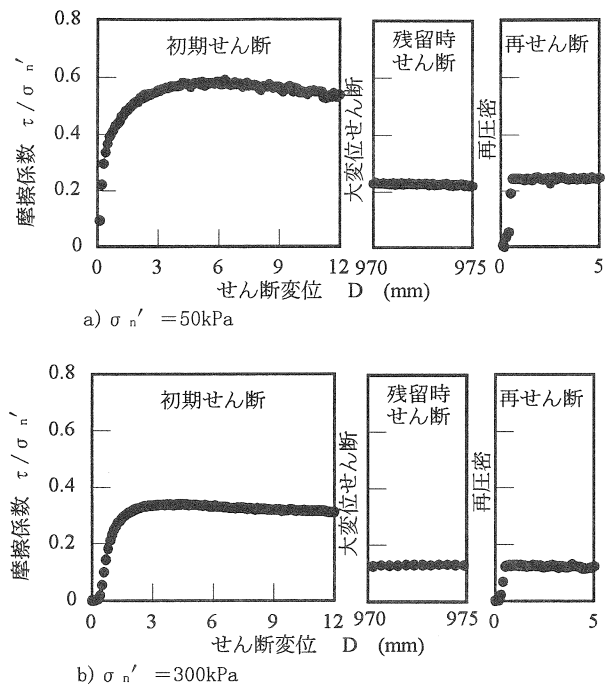 初期せん断
残留時
せん断
再せん断
摩擦係数 τ/σn′
0.8
0.6
0.4
0.2
0
大変位せん断
再圧密
0 3 6 9 12 970 975 0 5
せん断変位 D (mm)
a) σn′ =50kPa
初期せん断
残留時
せん断
再せん断
摩擦係数 τ/σn′
0.8
0.6
0.4
0.2
0
大変位せん断
再圧密
0 3 6 9 12 970 975 0 5
せん断変位 D (mm)
b) σn′ =300kPa